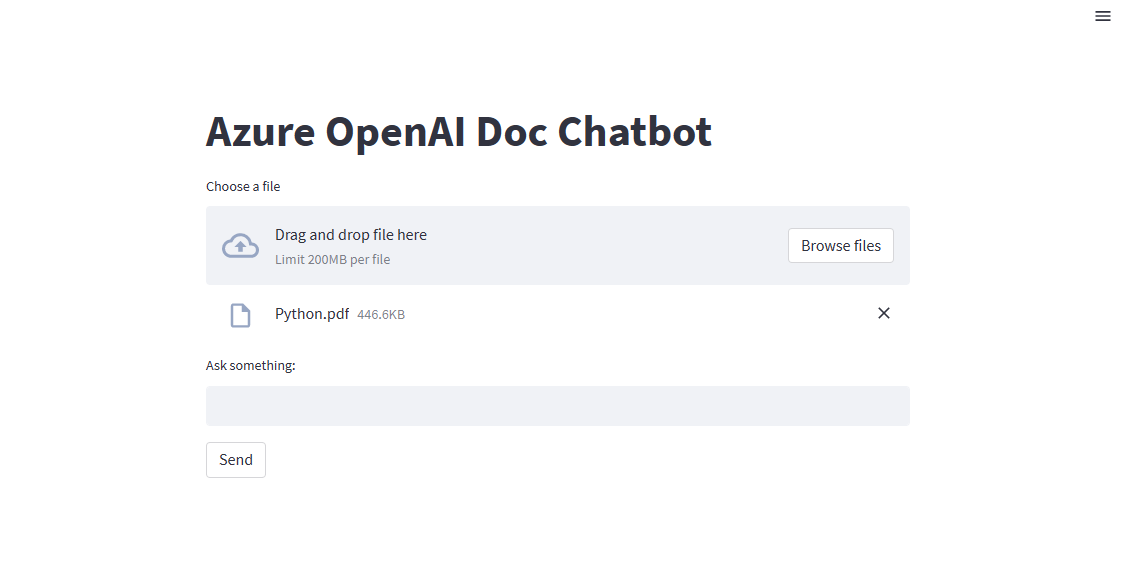 Azure OpenAI Doc Chatbot
Choose a file
Drag and drop file here
Limit 200MB per file
Browse files
Python.pdf 446.6KB
Ask something:
Send